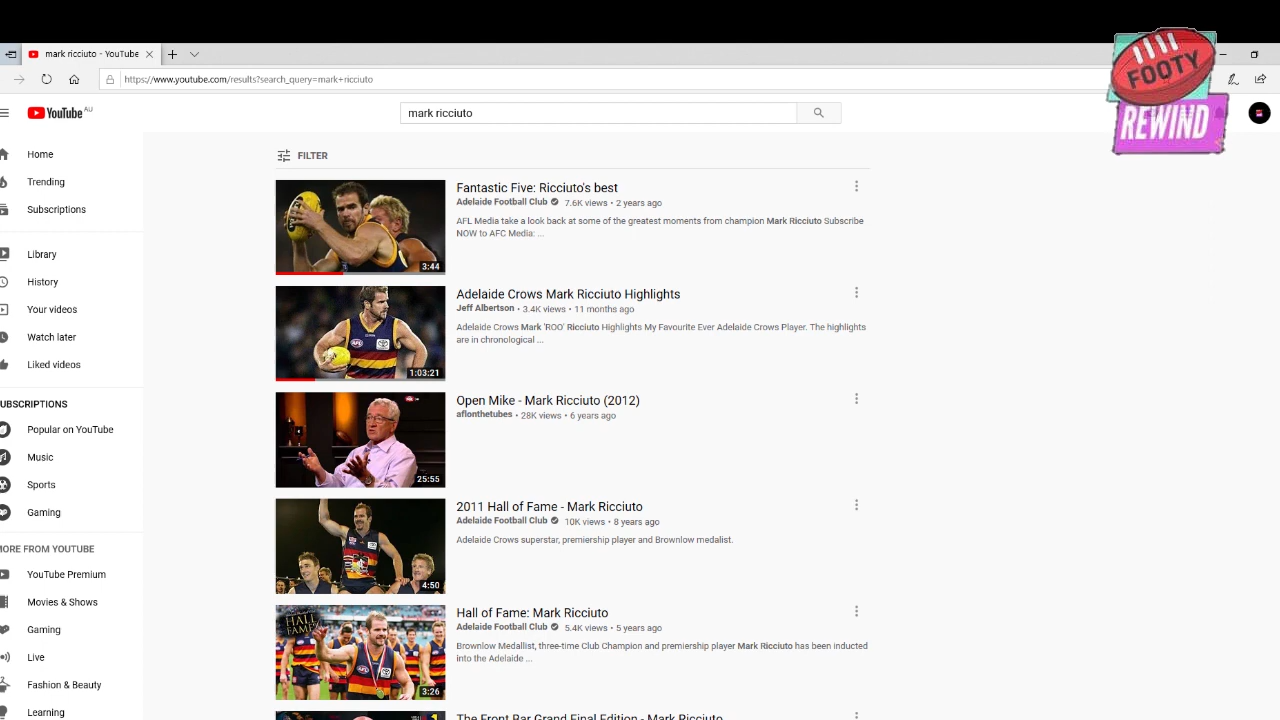 mark ricciuto - YouTube
https://www.youtube.com/results?search_query=mark+ricciuto
FOOTY
REWIND
YouTube AU
mark ricciuto
Home
Trending
Subscriptions
Library
History
Your videos
Watch later
Liked videos
UBSCRIPTIONS
Popular on YouTube
Music
Sports
Gaming
MORE FROM YOUTUBE
YouTube Premium
Movies & Shows
Gaming
Live
Fashion & Beauty
Learning
FILTER
3:44
Fantastic Five: Ricciuto's best
Adelaide Football Club 7.6K views • 2 years ago
AFL Media take a look back at some of the greatest moments from champion Mark Ricciuto Subscribe
NOW to AFC Media: ...
1:03:21
Adelaide Crows Mark Ricciuto Highlights
Jeff Albertson • 3.4K views • 11 months ago
Adelaide Crows Mark 'ROO' Ricciuto Highlights My Favourite Ever Adelaide Crows Player. The highlights
are in chronological ...
25:55
Open Mike - Mark Ricciuto (2012)
aflonthetubes • 28K views • 6 years ago
4:50
2011 Hall of Fame - Mark Ricciuto
Adelaide Football Club 10K views • 8 years ago
Adelaide Crows superstar, premiership player and Brownlow medalist.
HALL
FAME
3:26
Hall of Fame: Mark Ricciuto
Adelaide Football Club 5.4K views • 5 years ago
Brownlow Medallist, three-time Club Champion and premiership player Mark Ricciuto has been inducted
into the Adelaide ...
The Front Bar Grand Final Edition - Mark Ricciuto